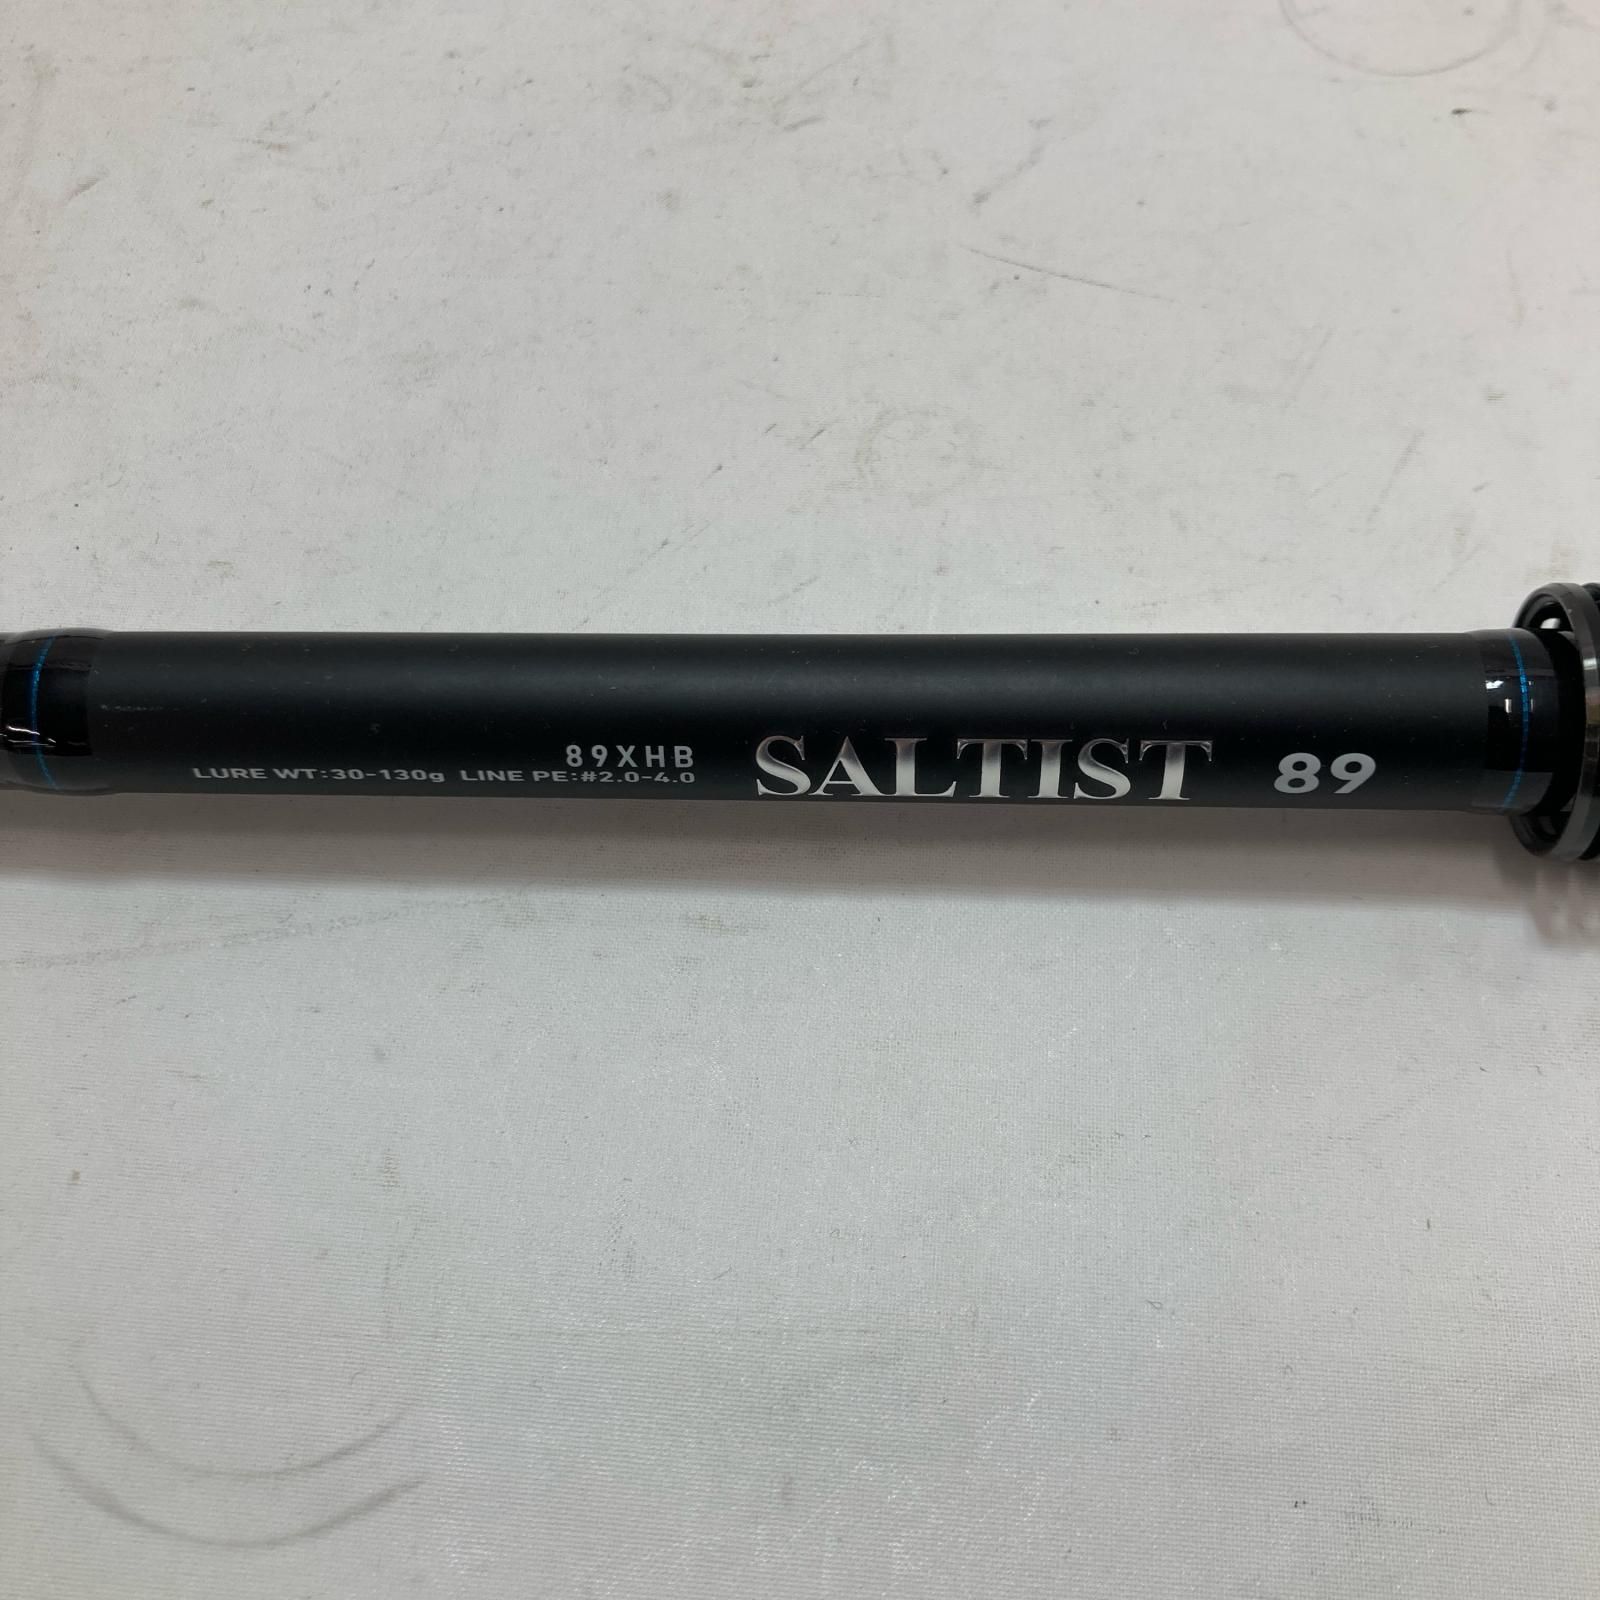 89XHB
LURE WT:30-130g LINE PE:#2.0-4.0
SALTIST 89